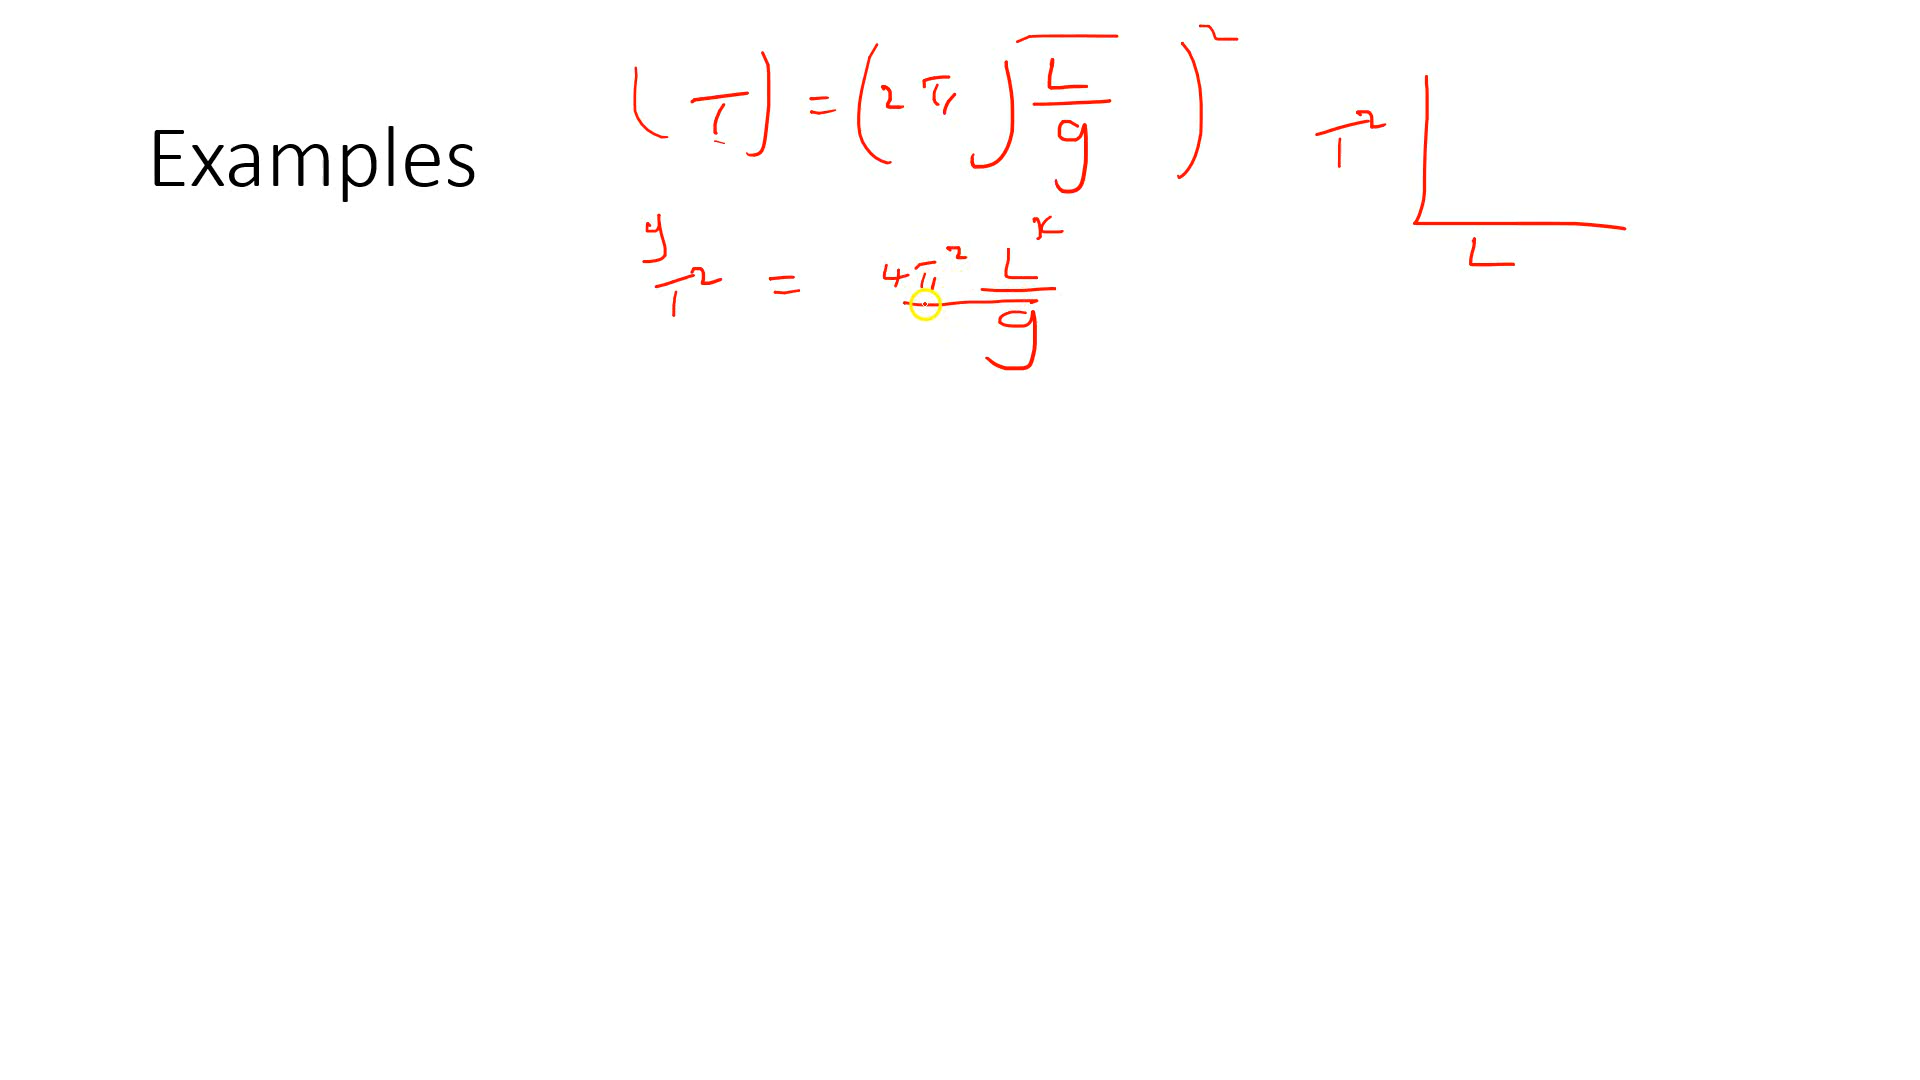 Examples
(T) = (2π√(L/g))²
T²
L
y
x
T² = 4π² L/g